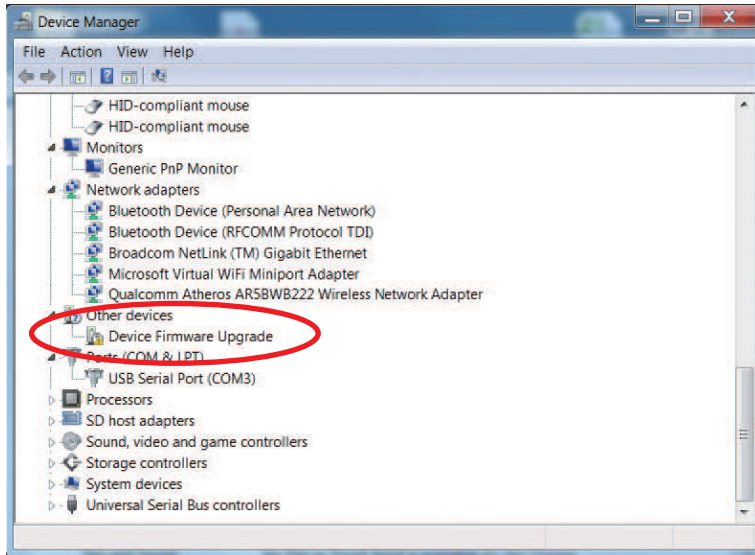 Device Manager
File Action View Help
HID-compliant mouse
HID-compliant mouse
Monitors
Generic PnP Monitor
Network adapters
Bluetooth Device (Personal Area Network)
Bluetooth Device (RFCOMM Protocol TDI)
Broadcom NetLink (TM) Gigabit Ethernet
Microsoft Virtual WiFi Miniport Adapter
Qualcomm Atheros AR5BWB222 Wireless Network Adapter
Other devices
Device Firmware Upgrade
Ports (COM & LPT)
USB Serial Port (COM3)
Processors
SD host adapters
Sound, video and game controllers
Storage controllers
System devices
Universal Serial Bus controllers